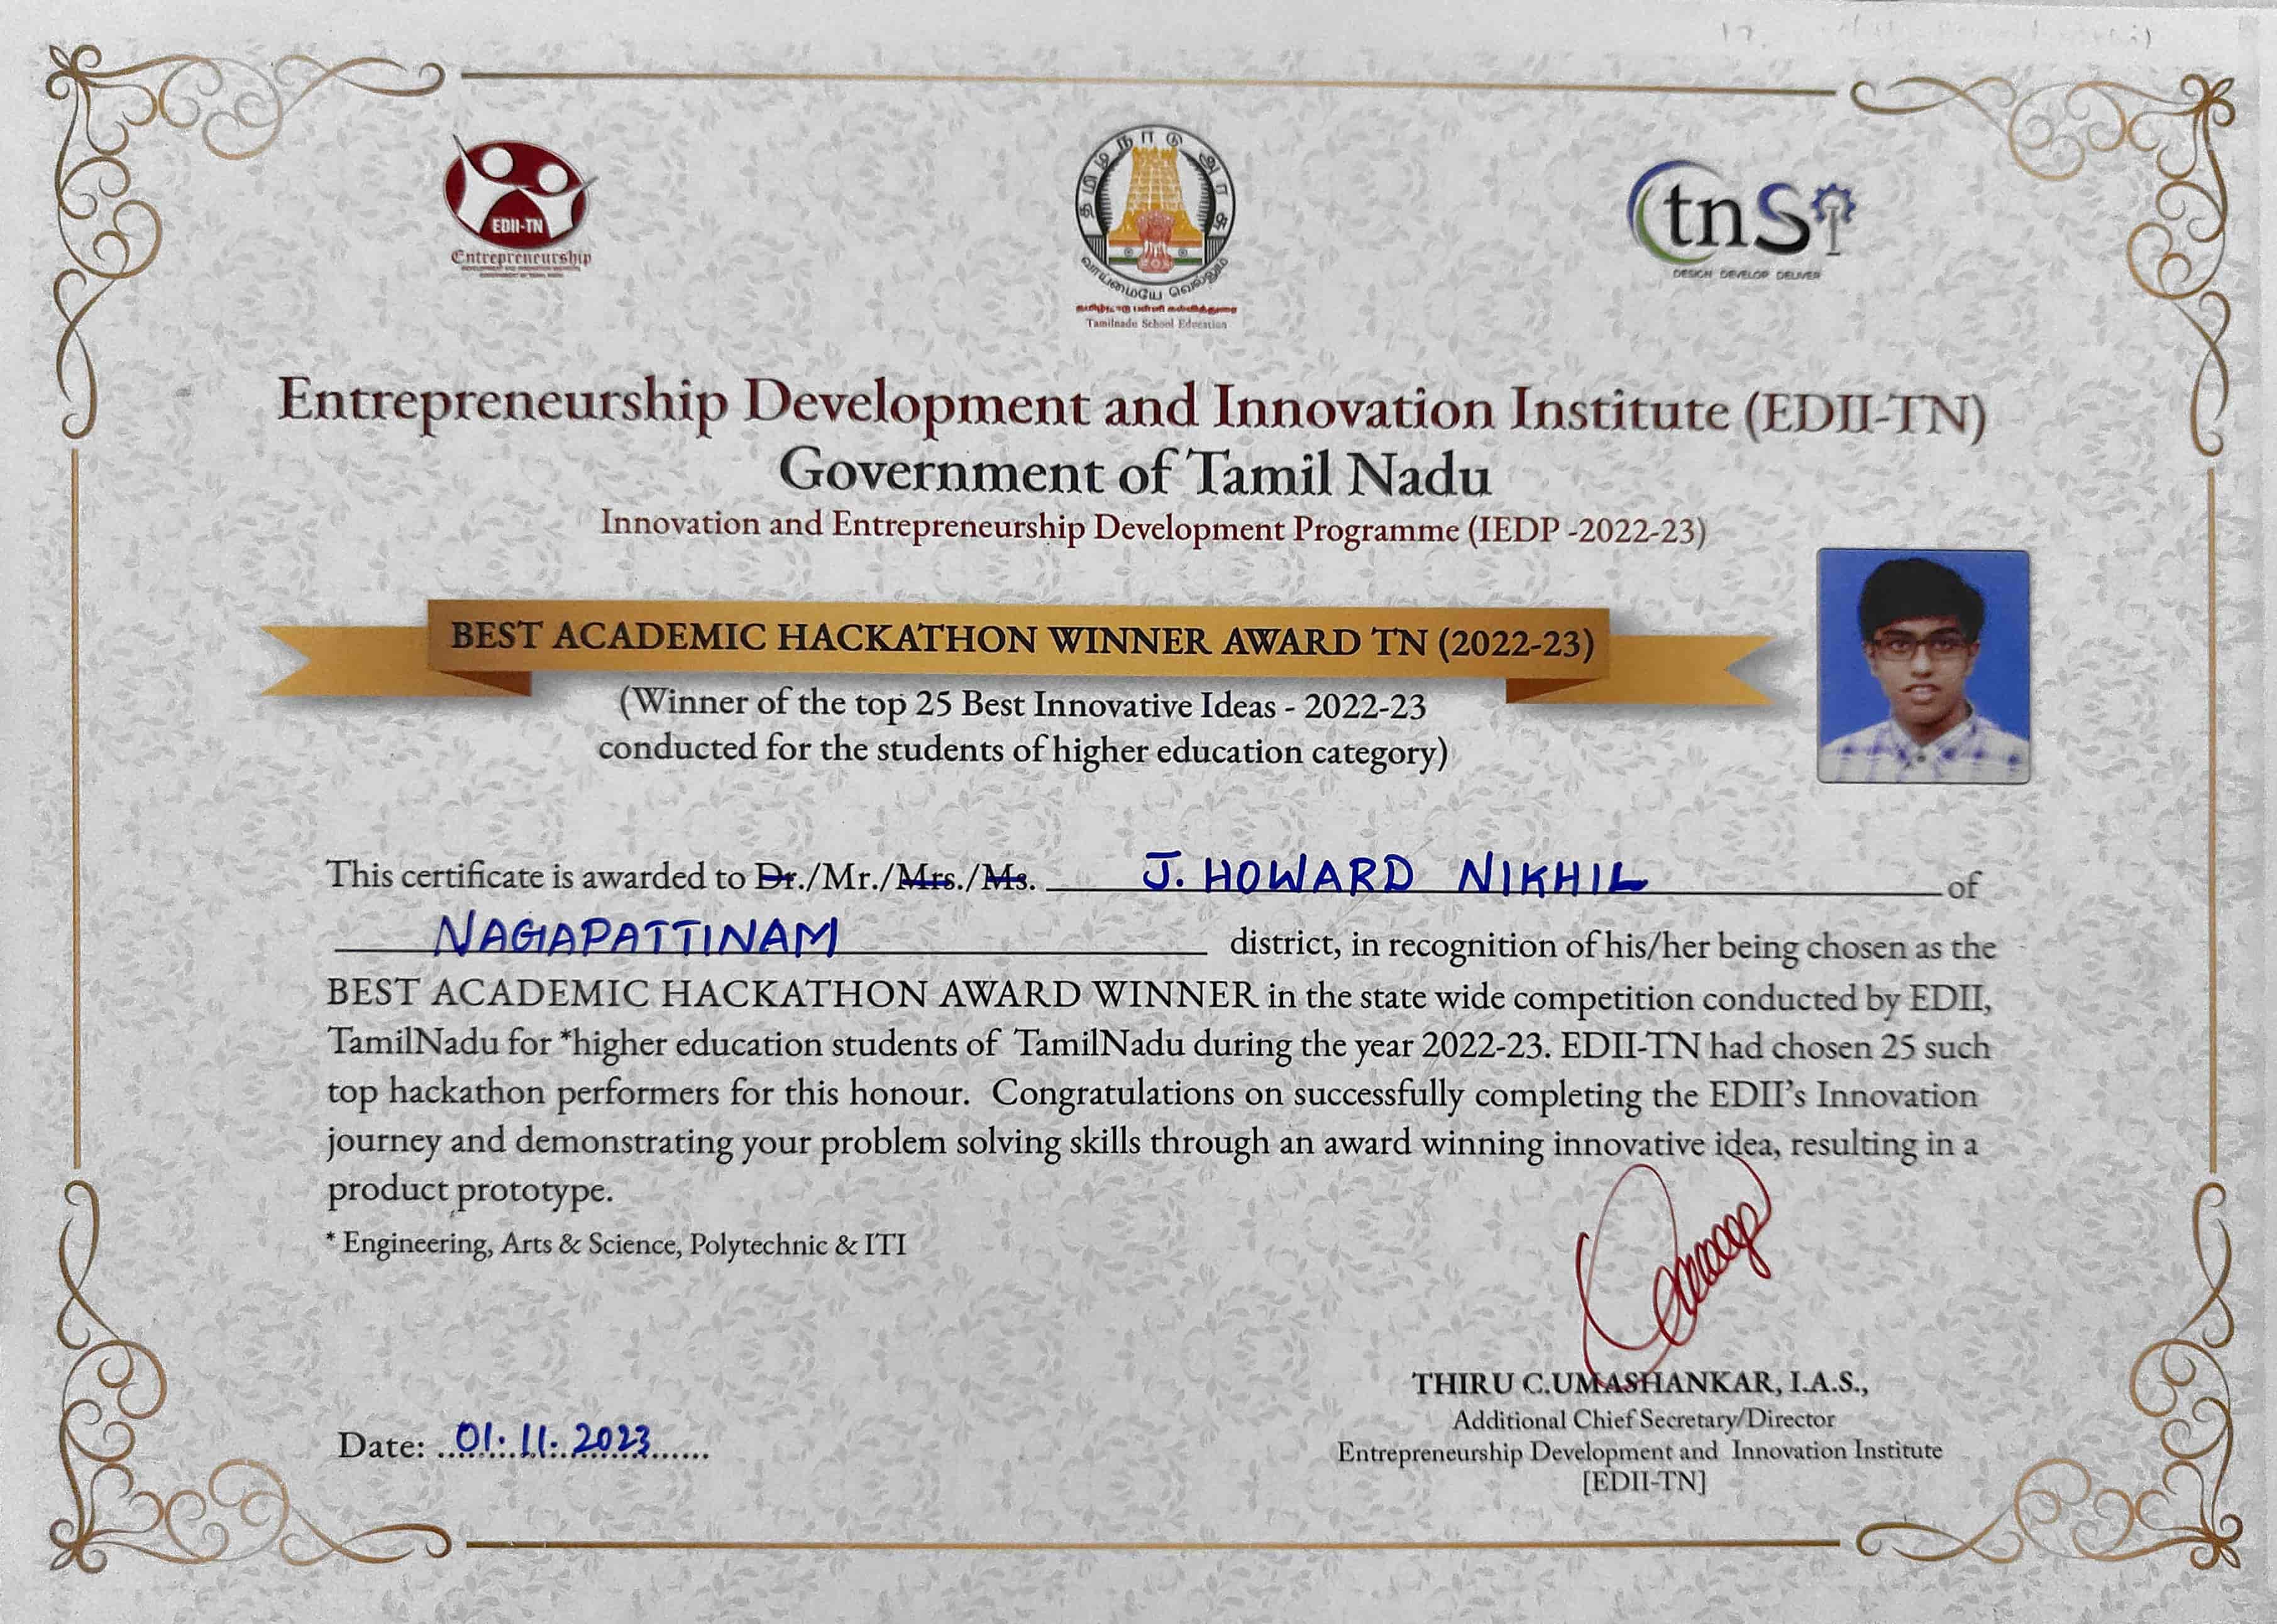 EDII-TN
Entrepreneurship
தமிழ்நாடு அரசு
வாய்மையே வெல்லும்
தமிழ்நாடு பள்ளி கல்வித்துறை
Tamilnadu School Education
tnSI
DESIGN DEVELOP DELIVER
Entrepreneurship Development and Innovation Institute (EDII-TN)
Government of Tamil Nadu
Innovation and Entrepreneurship Development Programme (IEDP -2022-23)
BEST ACADEMIC HACKATHON WINNER AWARD TN (2022-23)
(Winner of the top 25 Best Innovative Ideas - 2022-23
conducted for the students of higher education category)
This certificate is awarded to Dr./Mr./Mrs./Ms. J. HOWARD NIKHIL of
NAGAPATTINAM district, in recognition of his/her being chosen as the
BEST ACADEMIC HACKATHON AWARD WINNER in the state wide competition conducted by EDII,
TamilNadu for *higher education students of TamilNadu during the year 2022-23. EDII-TN had chosen 25 such
top hackathon performers for this honour. Congratulations on successfully completing the EDII's Innovation
journey and demonstrating your problem solving skills through an award winning innovative idea, resulting in a
product prototype.
* Engineering, Arts & Science, Polytechnic & ITI
THIRU C.UMASHANKAR, I.A.S.,
Additional Chief Secretary/Director
Entrepreneurship Development and Innovation Institute
[EDII-TN]
Date: 01.11.2023